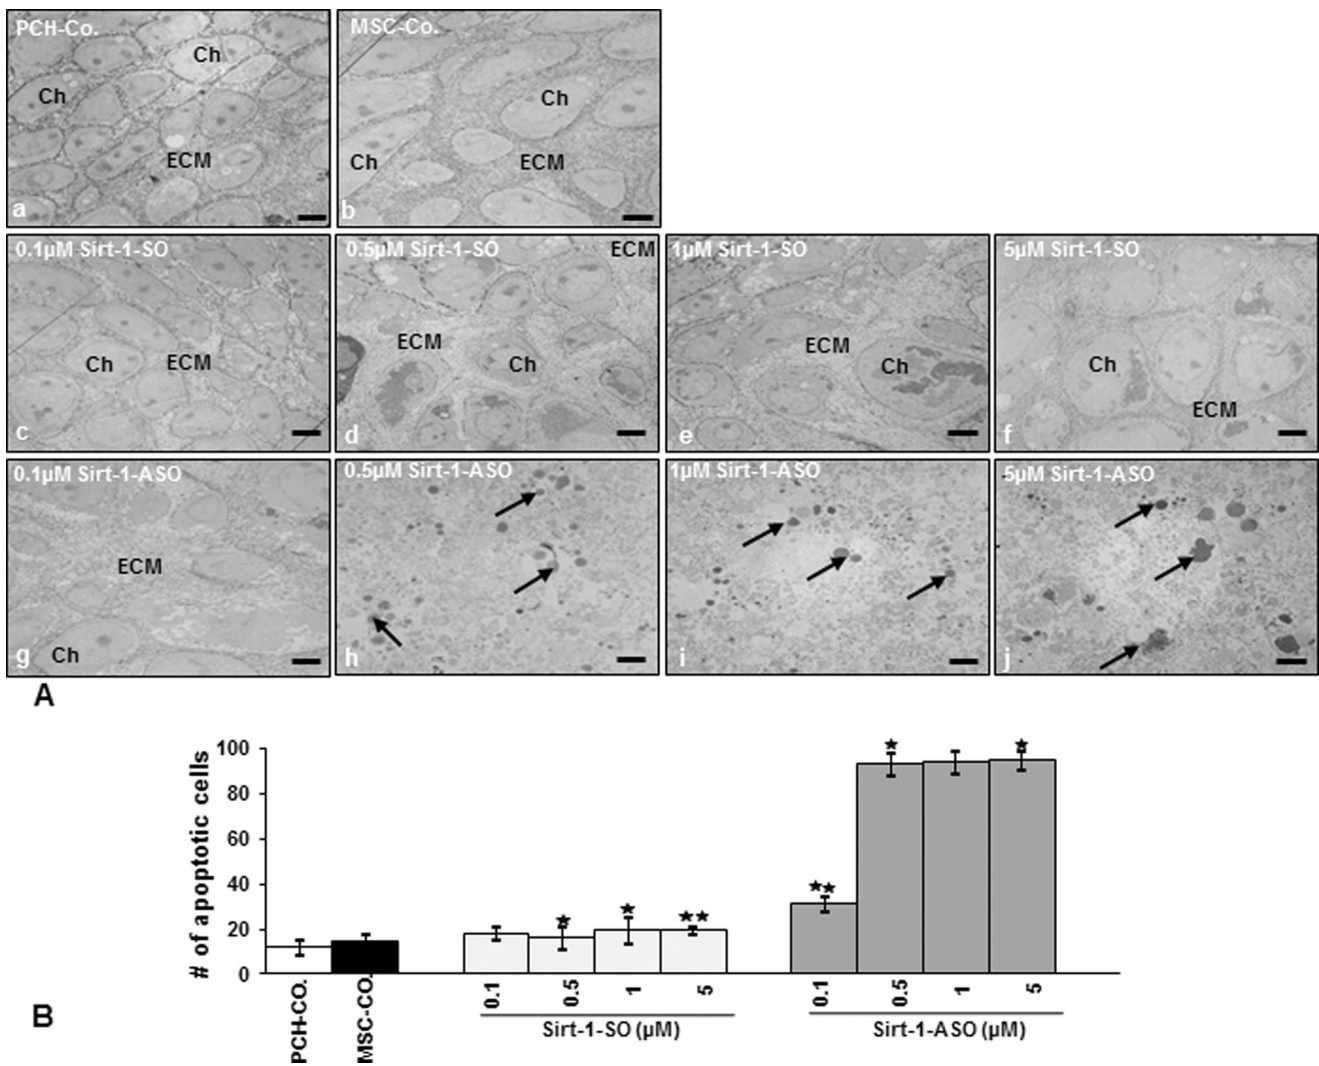 PCH-Co.
MSC-Co.
Ch
Ch
ECM
a
Ch
Ch
ECM
b
0.1µM Sirt-1-SO
0.5µM Sirt-1-SO
1µM Sirt-1-SO
5µM Sirt-1-SO
Ch
ECM
c
ECM
ECM
Ch
d
ECM
Ch
e
Ch
ECM
f
0.1µM Sirt-1-ASO
0.5µM Sirt-1-ASO
1µM Sirt-1-ASO
5µM Sirt-1-ASO
ECM
Ch
g
h
i
j
A
# of apoptotic cells
100
80
60
40
20
0
PCH-CO.
MSC-CO.
0.1
0.5
1
5
Sirt-1-SO (µM)
0.1
0.5
1
5
Sirt-1-ASO (µM)
B